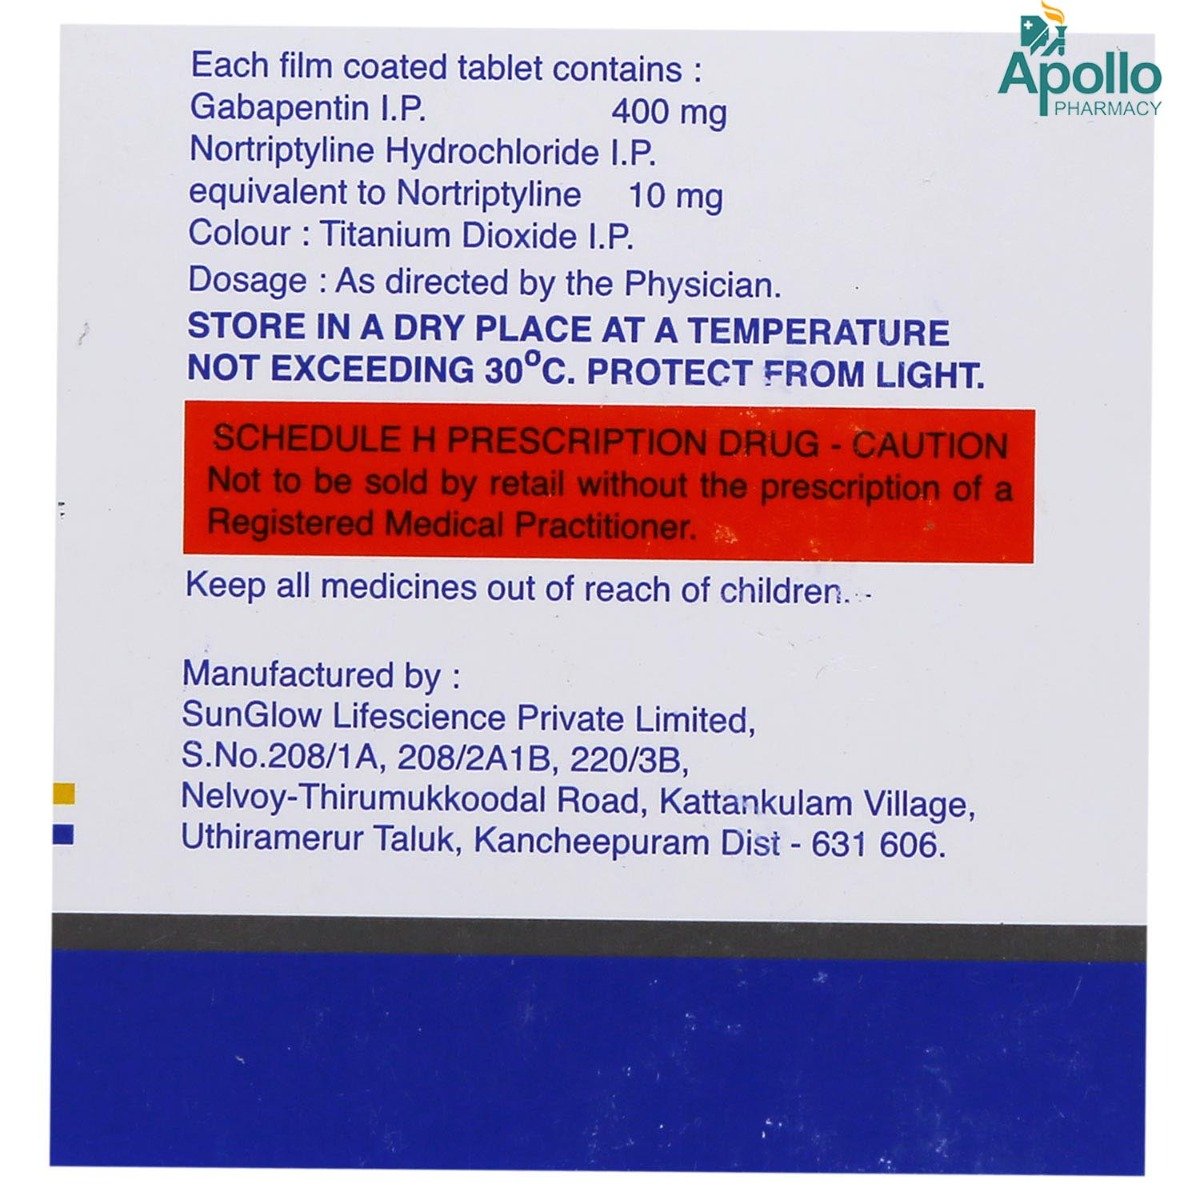 Apollo
PHARMACY
Each film coated tablet contains :
Gabapentin I.P. 400 mg
Nortriptyline Hydrochloride I.P.
equivalent to Nortriptyline 10 mg
Colour : Titanium Dioxide I.P.
Dosage : As directed by the Physician.
STORE IN A DRY PLACE AT A TEMPERATURE
NOT EXCEEDING 30°C. PROTECT FROM LIGHT.
SCHEDULE H PRESCRIPTION DRUG - CAUTION
Not to be sold by retail without the prescription of a
Registered Medical Practitioner.
Keep all medicines out of reach of children.
Manufactured by :
SunGlow Lifescience Private Limited,
S.No.208/1A, 208/2A1B, 220/3B,
Nelvoy-Thirumukkoodal Road, Kattankulam Village,
Uthiramerur Taluk, Kancheepuram Dist - 631 606.